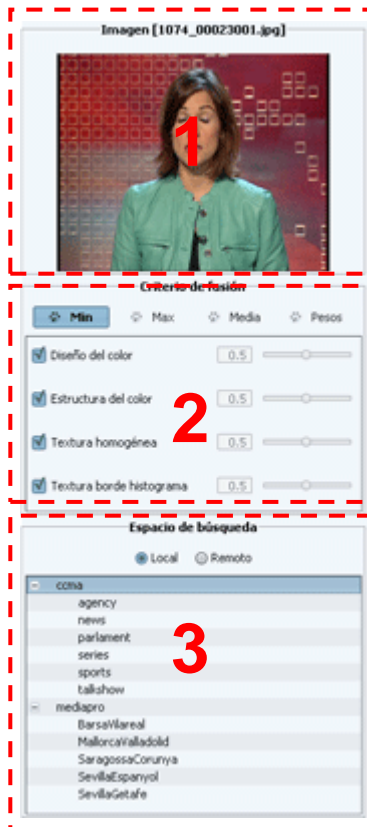 Imagen [1074_00023001.jpg]
1
Criterio de fusión
Min Max Media Pesos
Diseño del color 0.5
Estructura del color 0.5
2
Textura homogénea 0.5
Textura borde histograma 0.5
Espacio de búsqueda
Local Remoto
ccma
agency
news
parlament
3
series
sports
talkshow
mediapro
BarsaVilareal
MallorcaValladolid
SaragossaCorunya
SevillaEspanyol
SevillaGetafe